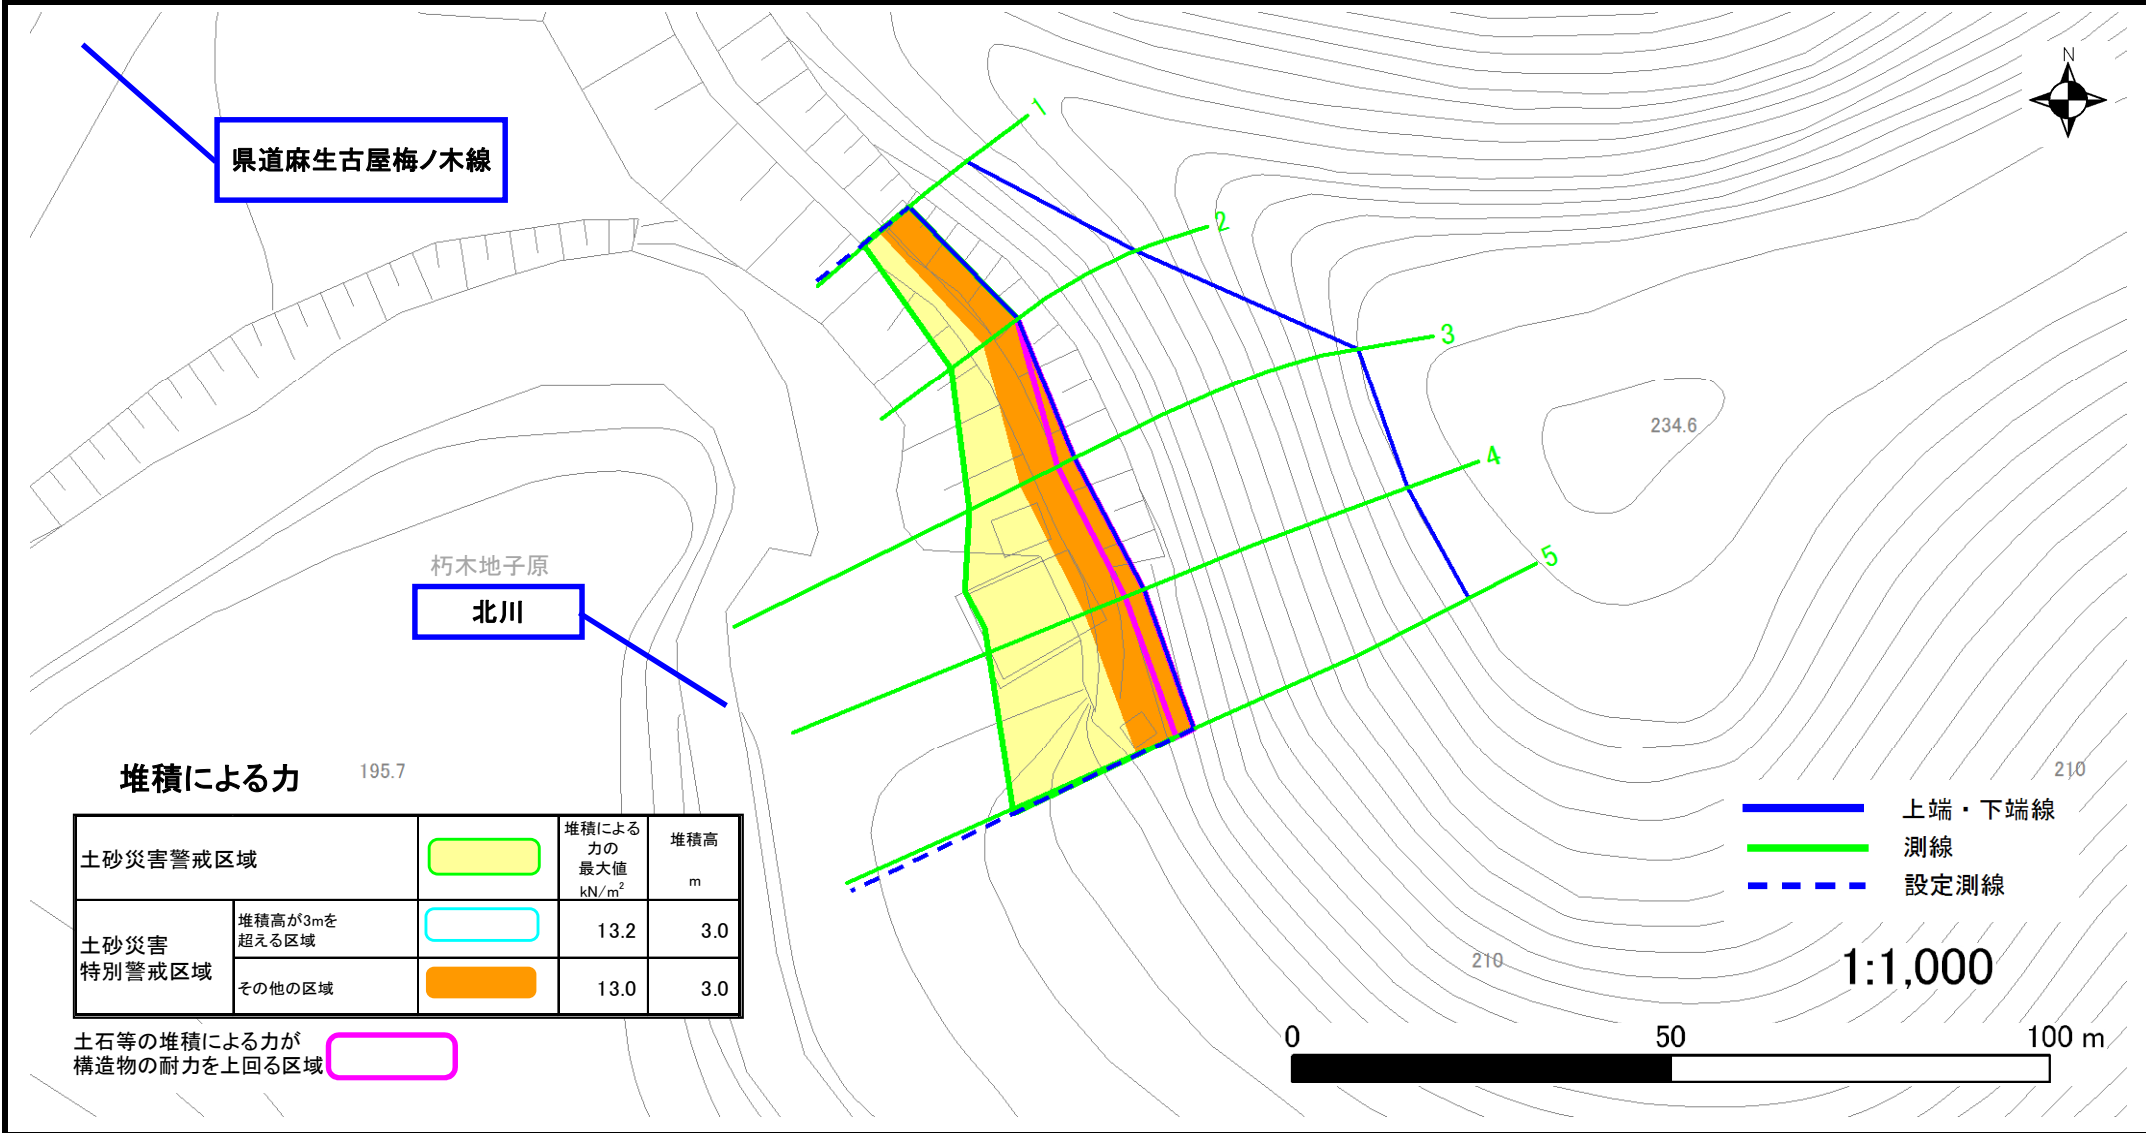 N
県道麻生古屋梅ノ木線
1
2
3
234.6
4
5
朽木地子原
北川
堆積による力
195.7
210
土砂災害警戒区域
堆積による
力の
最大値
kN/m²
堆積高
m
土砂災害
特別警戒区域
堆積高が3mを
超える区域
13.2
3.0
その他の区域
13.0
3.0
土石等の堆積による力が
構造物の耐力を上回る区域
上端・下端線
測線
設定測線
210
1:1,000
0
50
100 m